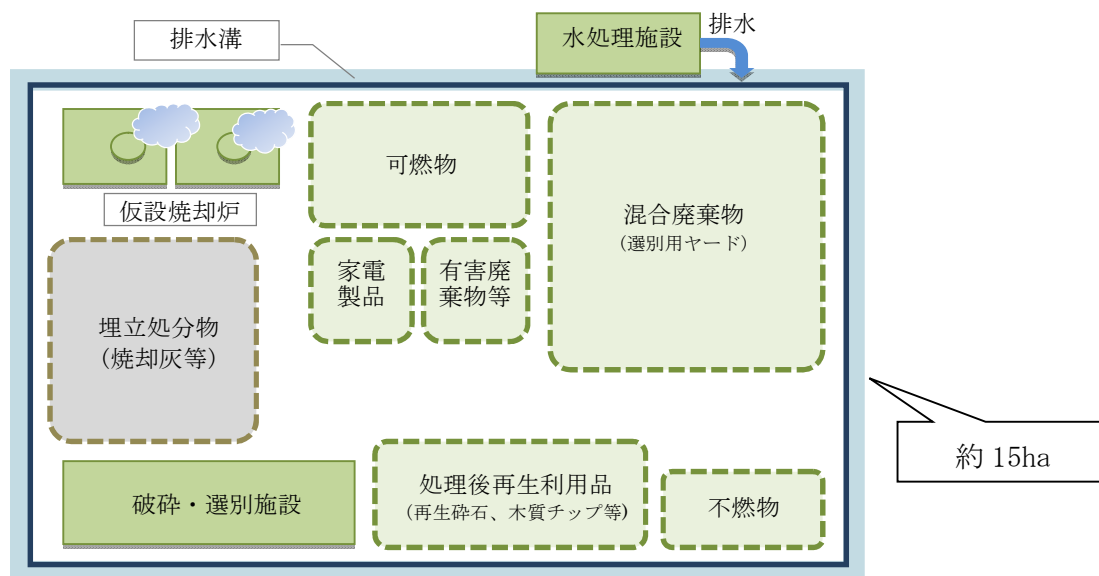 排水溝
水処理施設
排水
可燃物
混合廃棄物
(選別用ヤード)
仮設焼却炉
家電
製品
有害廃
棄物等
埋立処分物
(焼却灰等)
約 15ha
破砕・選別施設
処理後再生利用品
(再生砕石、木質チップ等)
不燃物